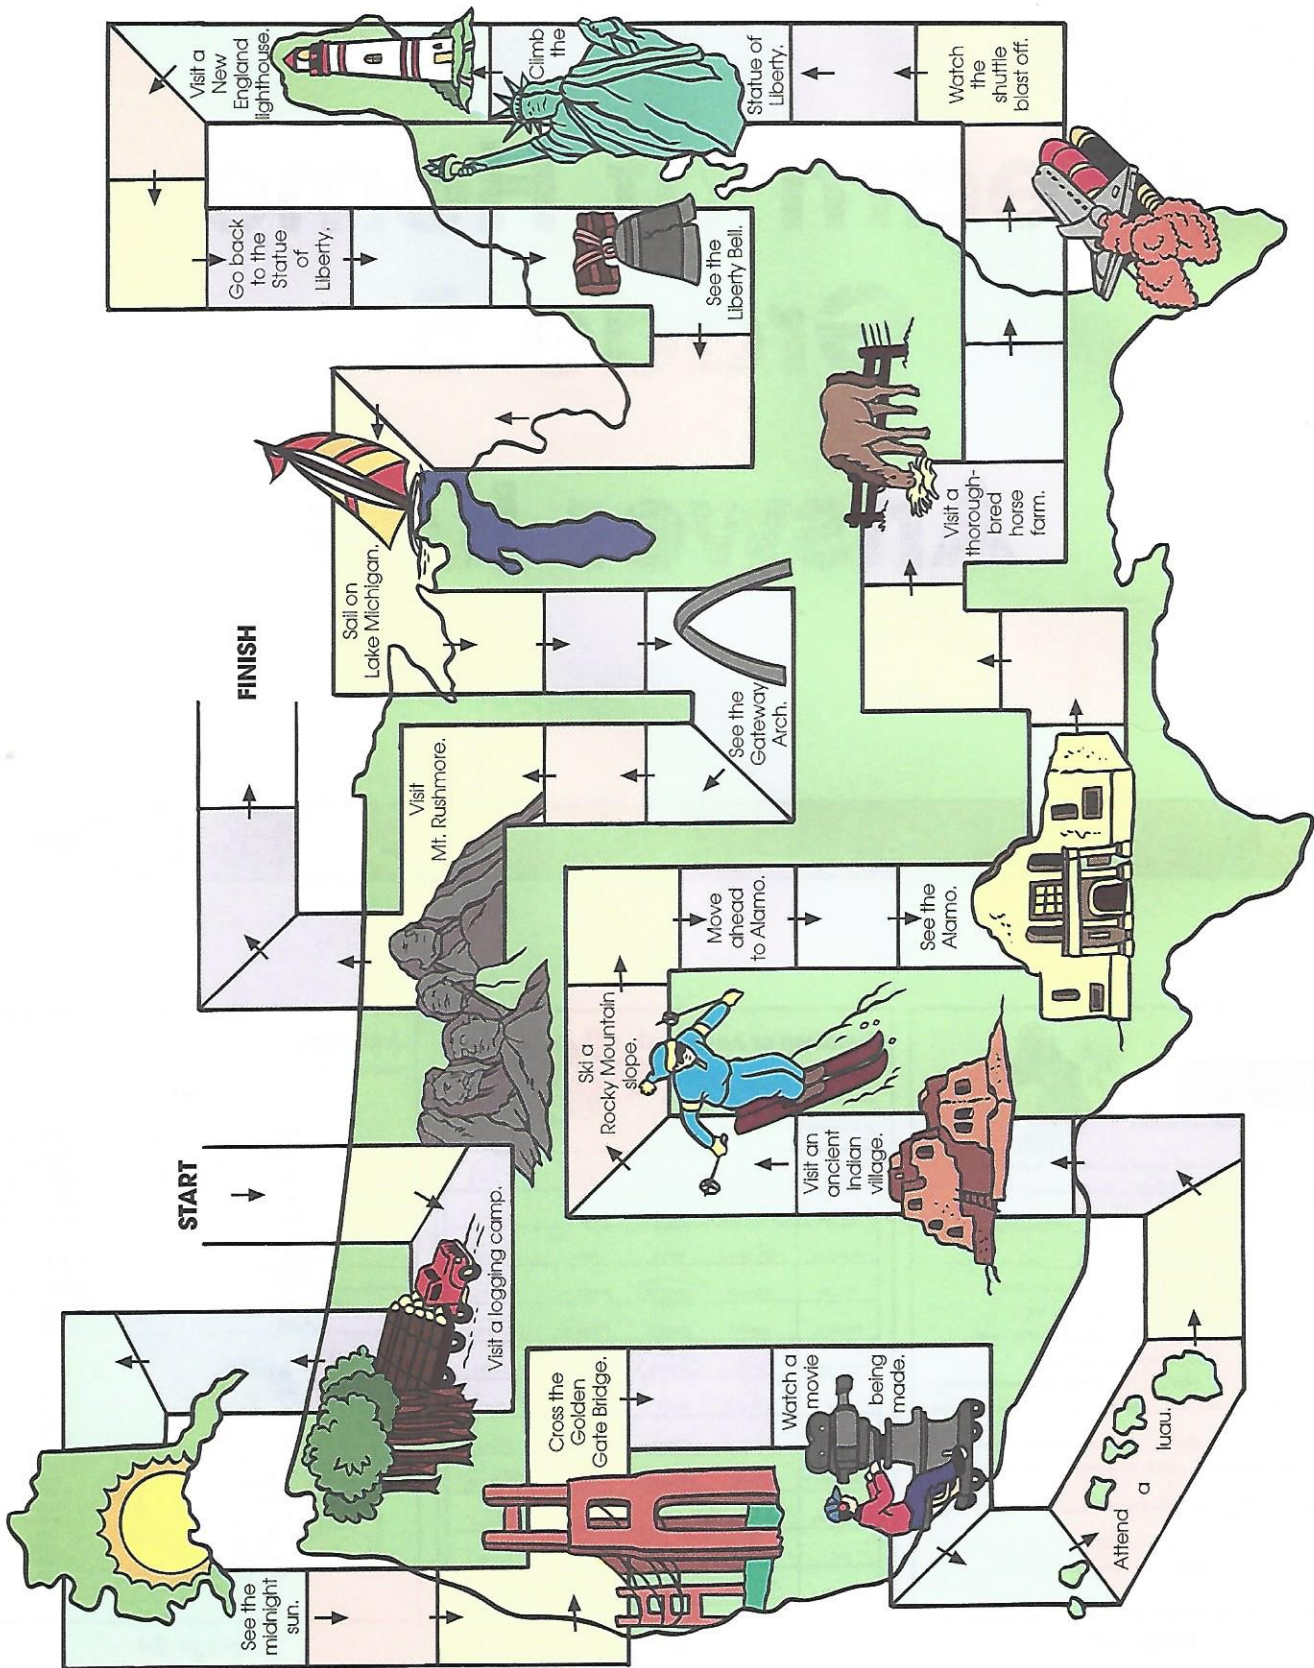 START
Visit a logging camp.
See the
midnight
sun.
Cross the
Golden
Gate Bridge.
Watch a
movie
being
made.
Attend a luau.
Visit an
ancient
Indian
village.
Ski a
Rocky Mountain
slope.
Move
ahead
to Alamo.
See the
Alamo.
Visit a
thorough-
bred
horse
farm.
Watch
the
shuttle
blast off.
Climb
the
Statue of
Liberty.
Visit a
New
England
lighthouse.
Go back
to the
Statue
of
Liberty.
See the
Liberty Bell.
Sail on
Lake Michigan.
See the
Gateway
Arch.
Visit
Mt. Rushmore.
FINISH